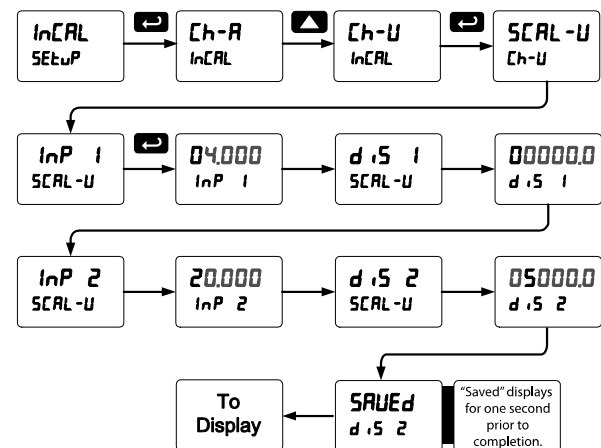 InCAL
SEtuP
Ch-A
InCAL
Ch-U
InCAL
SCAL-U
Ch-U
InP 1
SCAL-U
04.000
InP 1
diS 1
SCAL-U
00000.0
diS 1
InP 2
SCAL-U
20.000
InP 2
diS 2
SCAL-U
05000.0
diS 2
To
Display
SAVEd
diS 2
"Saved" displays
for one second
prior to
completion.